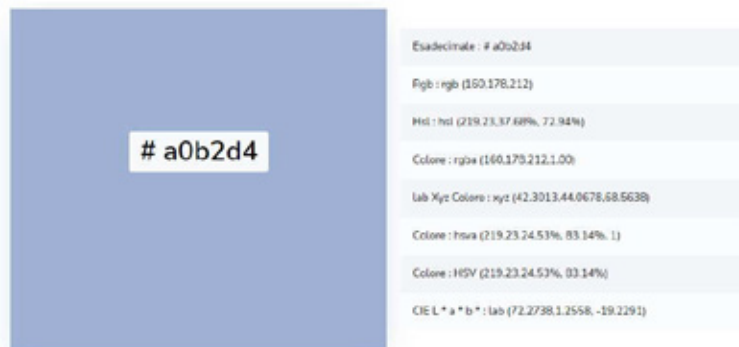 # a0b2d4
Esadecimale : # a0b2d4
Rgb : rgb (160,178,212)
Hsl : hsl (219.23,37.68%, 72.94%)
Colore : rgba (160,178,212,1.00)
lab Xyz Colore : xyz (42.3013,44.0678,68.5638)
Colore : hsva (219.23,24.53%, 83.14%, 1)
Colore : HSV (219.23,24.53%, 83.14%)
CIE L * a * b * : lab (72.2738,1.2558, -19.2291)